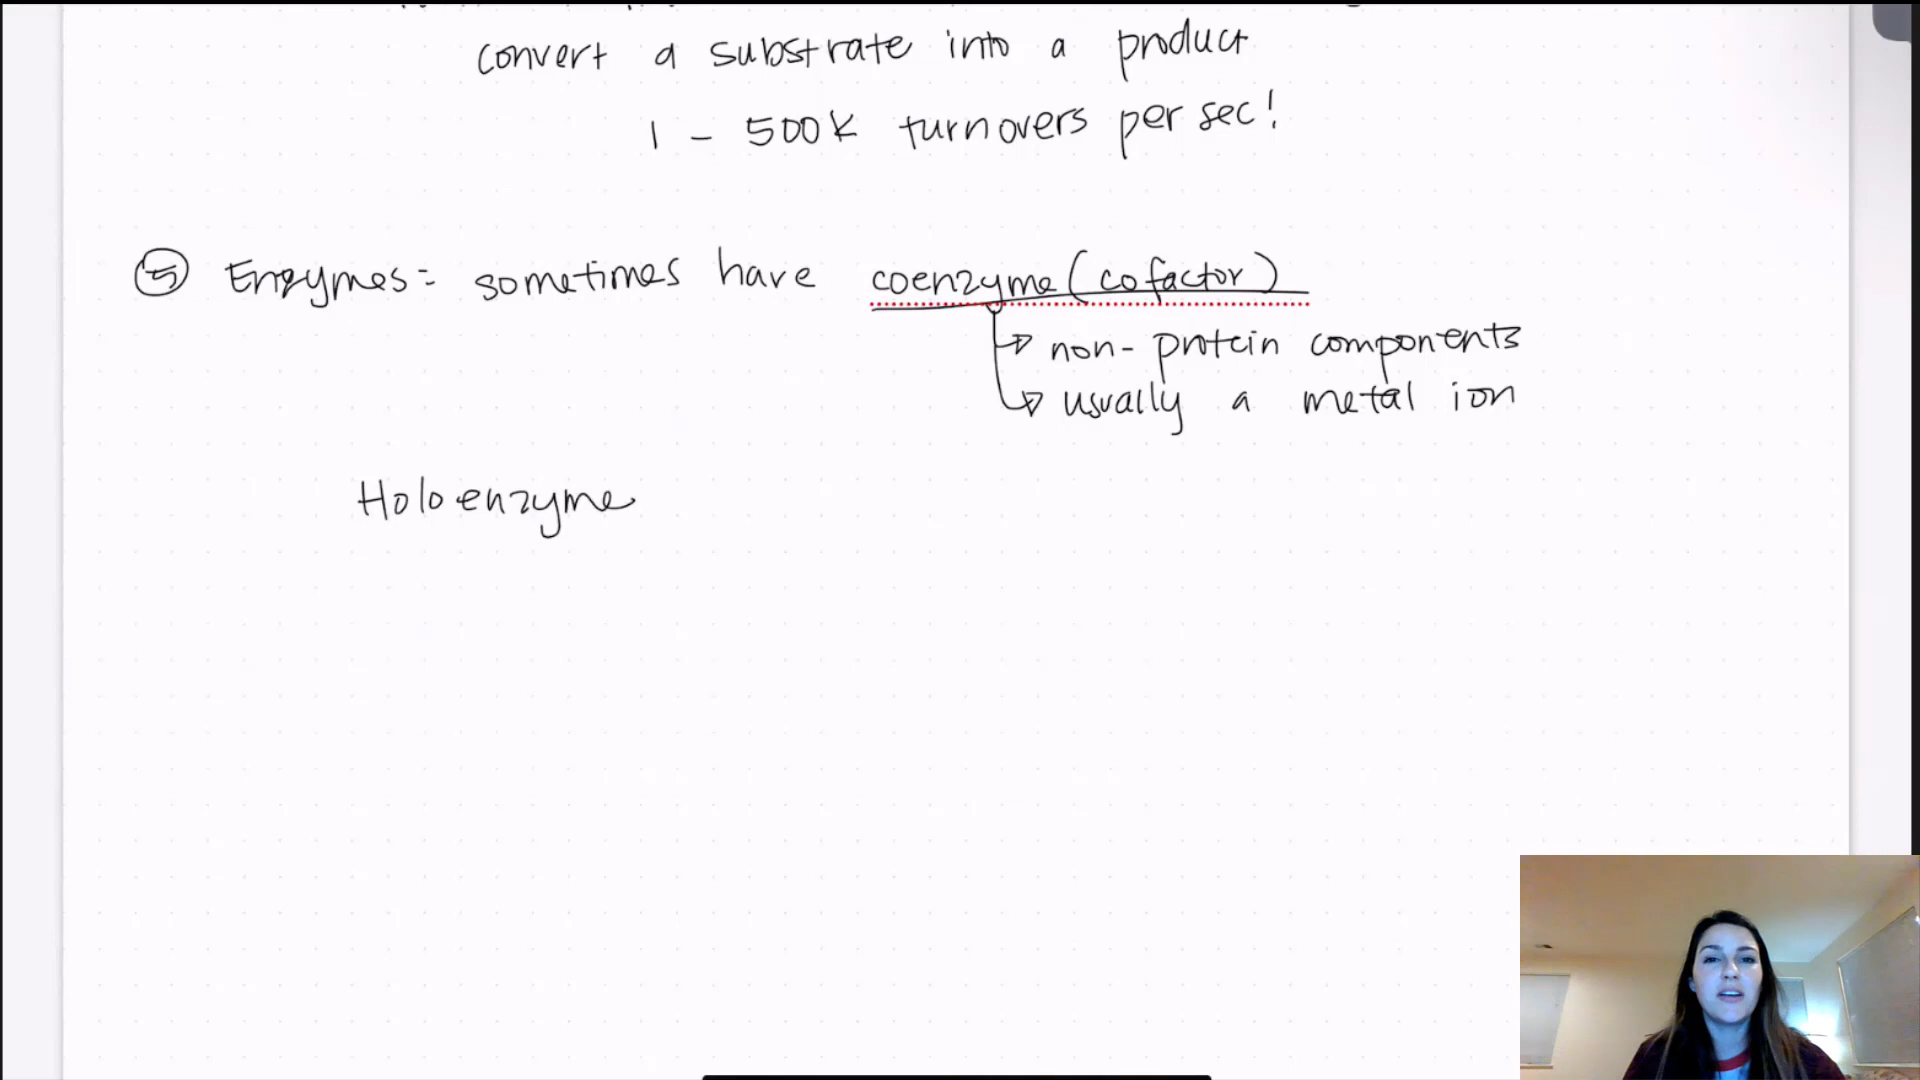 convert a substrate into a product
1 - 500k turnovers per sec!
⑤ Enzymes: sometimes have coenzyme (cofactor)
non-protein components
usually a metal ion
Holoenzyme